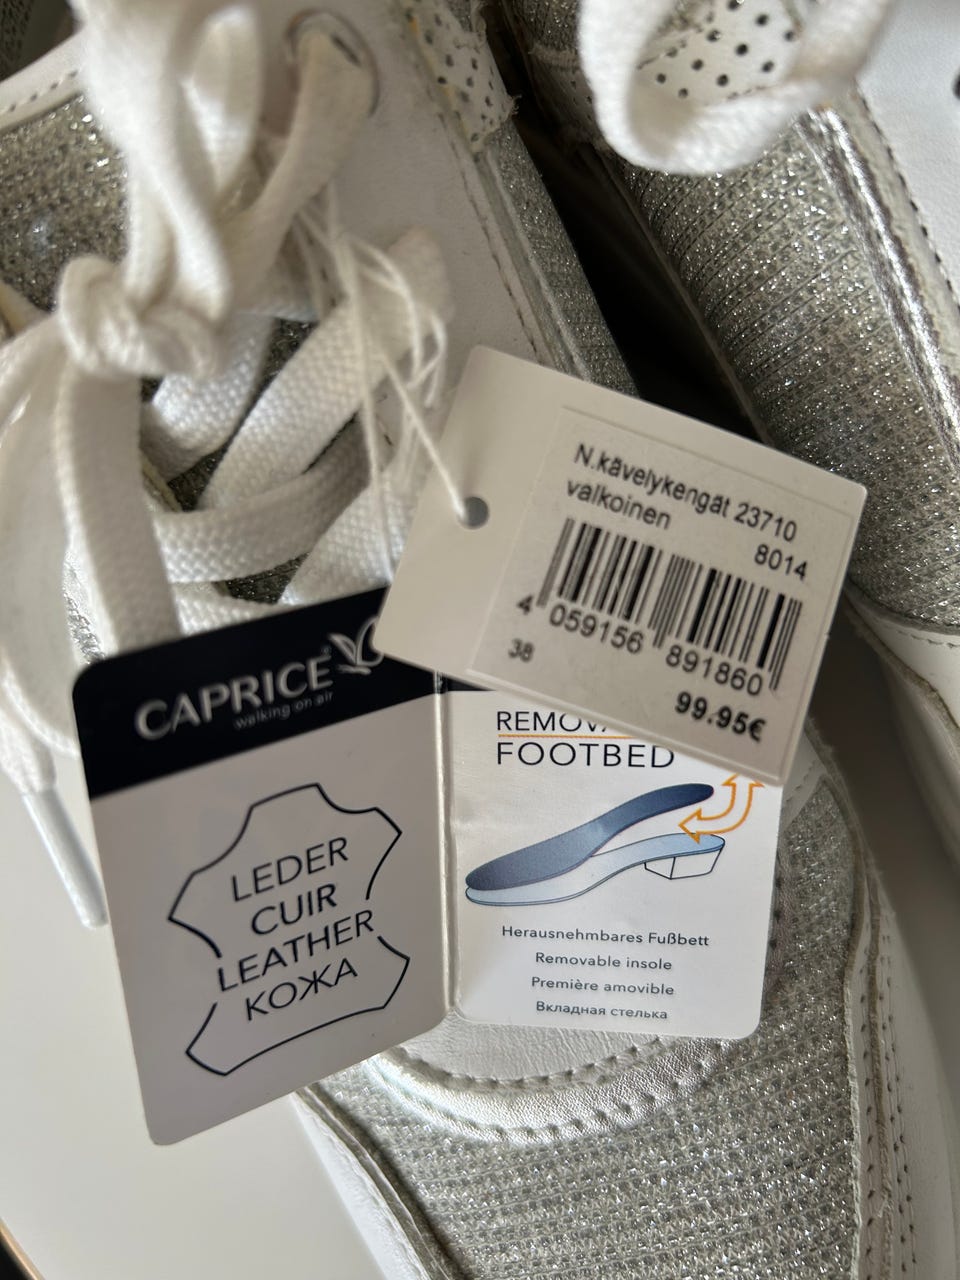 N.kävelykengät 23710
valkoinen
8014
4 059156 891860
38
99.95€
CAPRICE®
walking on air
LEDER
CUIR
LEATHER
КОЖА
FOOTBED
Herausnehmbares Fußbett
Removable insole
Première amovible
Вкладная стелька